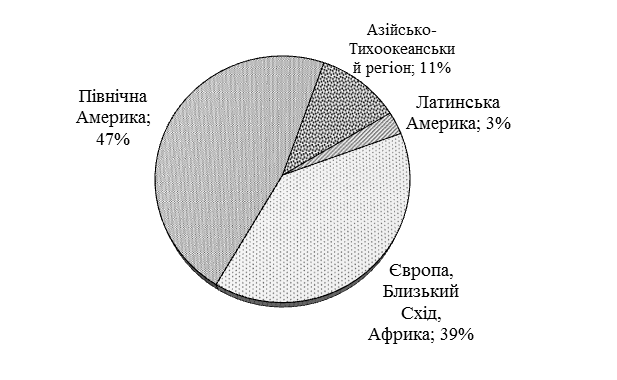 Азійсько-
Тихоокеанськи
й регіон; 11%
Латинська
Америка; 3%
Північна
Америка;
47%
Європа,
Близький
Схід,
Африка; 39%